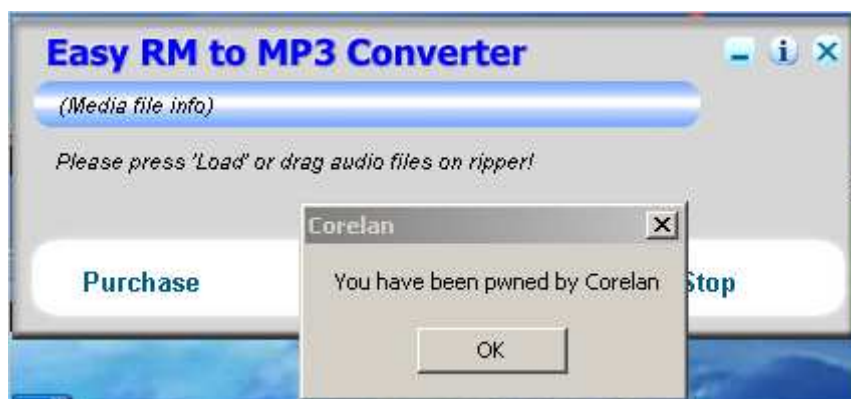 Easy RM to MP3 Converter
(Media file info)
Please press 'Load' or drag audio files on ripper!
Corelan
You have been pwned by Corelan
Purchase
Stop
OK